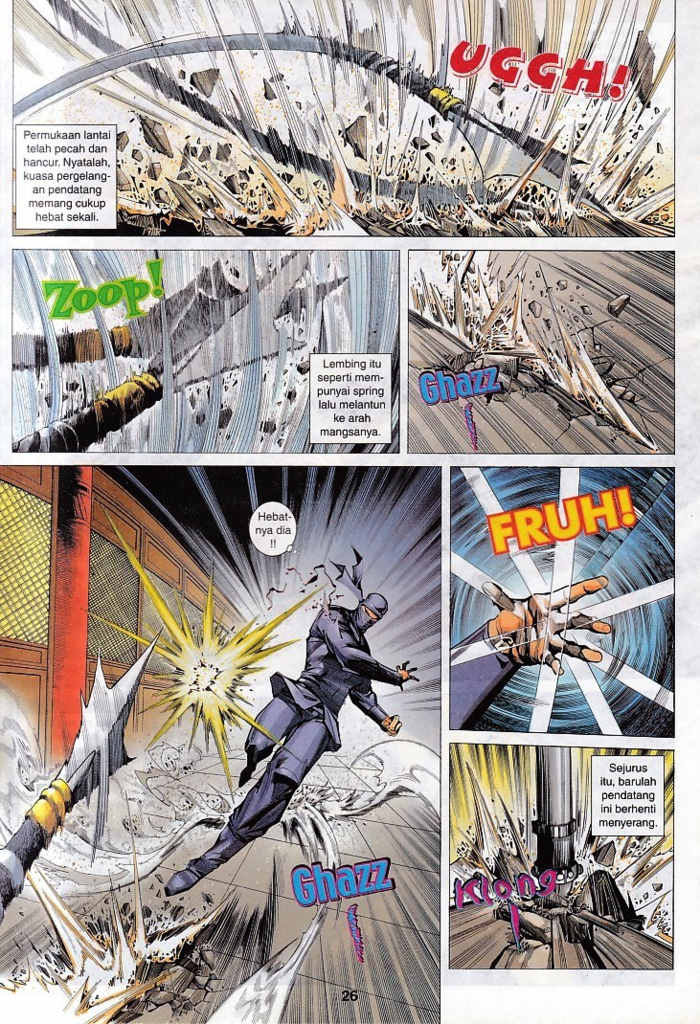 UGGH!
Permukaan lantai
telah pecah dan
hancur. Nyatalah,
kuasa pergelang-
an pendatang
memang cukup
hebat sekali.
Zoop!
Lembing itu
seperti mem-
punyai spring
lalu melantun
ke arah
mangsanya.
Ghazz
!
Hebat-
nya dia
!!
Ghazz
!
FRUH!
Sejurus
itu, barulah
pendatang
ini berhenti
menyerang.
Klong
!
26